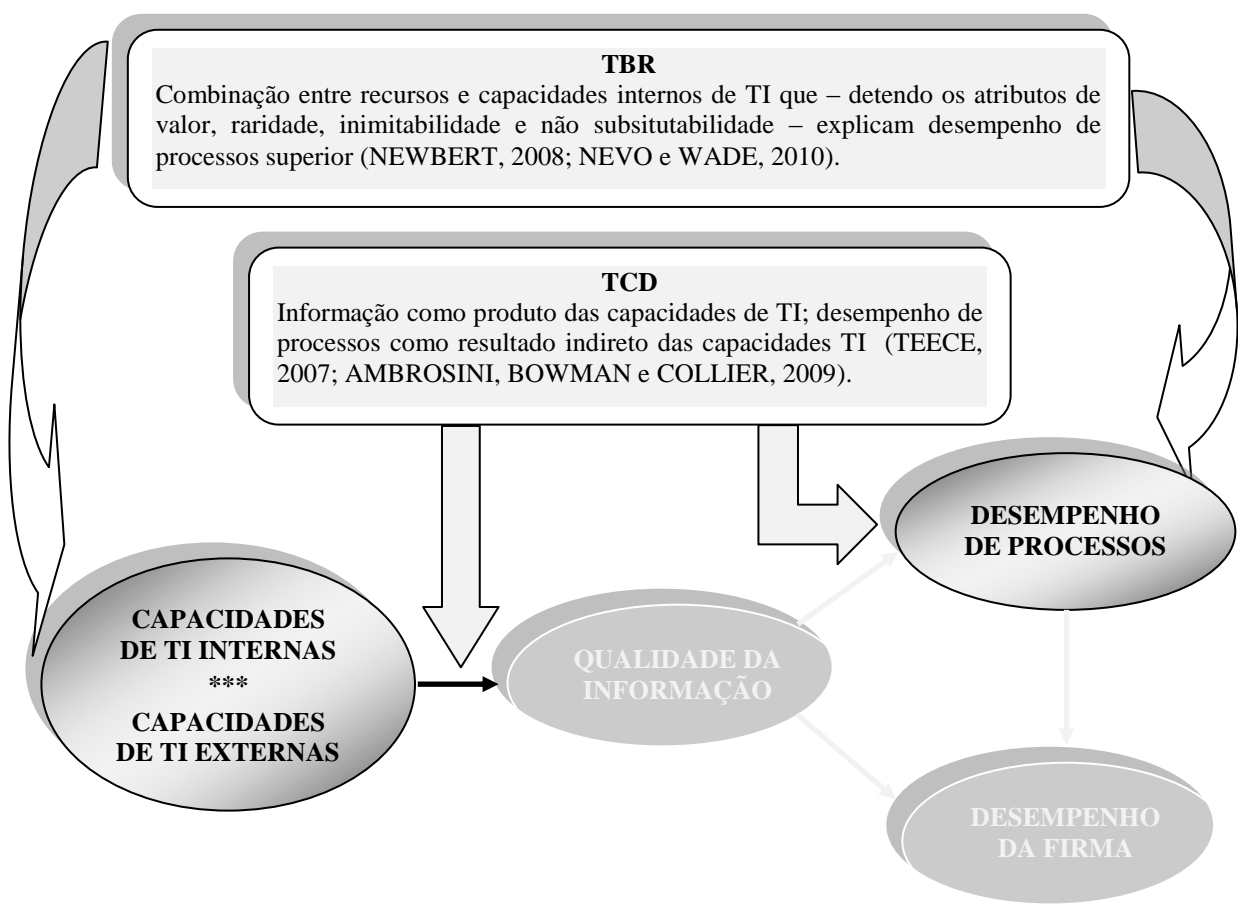 TBR
Combinação entre recursos e capacidades internos de TI que – detendo os atributos de
valor, raridade, inimitabilidade e não subsitutabilidade – explicam desempenho de
processos superior (NEWBERT, 2008; NEVO e WADE, 2010).
TCD
Informação como produto das capacidades de TI; desempenho de
processos como resultado indireto das capacidades TI (TEECE,
2007; AMBROSINI, BOWMAN e COLLIER, 2009).
DESEMPENHO
DE PROCESSOS
CAPACIDADES
DE TI INTERNAS
***
CAPACIDADES
DE TI EXTERNAS
QUALIDADE DA
INFORMAÇÃO
DESEMPENHO
DA FIRMA